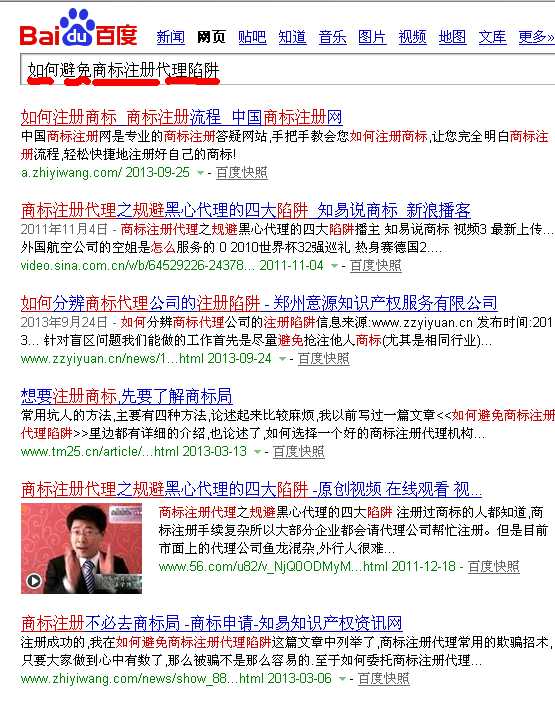 Bai du 百度
新闻 网页 贴吧 知道 音乐 图片 视频 地图 文库 更多»
如何避免商标注册代理陷阱
如何注册商标_商标注册流程_中国商标注册网
中国商标注册网是专业的商标注册答疑网站,手把手教会您如何注册商标,让您完全明白商标注
册流程,轻松快捷地注册好自己的商标!
a.zhiyiwang.com/ 2013-09-25 - 百度快照
商标注册代理之规避黑心代理的四大陷阱_知易说商标_新浪播客
2011年11月4日 - 商标注册代理之规避黑心代理的四大陷阱播主 知易说商标 视频3 最新上传...
外国航空公司的空姐是怎么服务的 0 2010世界杯32强巡礼 热身赛德国2....
video.sina.com.cn/v/b/64529226-24378... 2011-11-04 - 百度快照
如何分辨商标代理公司的注册陷阱 - 郑州意源知识产权服务有限公司
2013年9月24日 - 如何分辨商标代理公司的注册陷阱信息来源:www.zzyiyuan.cn 发布时间:201
3... 针对盲区问题我们能做的工作首先是尽量避免抢注他人商标(尤其是相同行业)...
www.zzyiyuan.cn/news/1...html 2013-09-24 - 百度快照
想要注册商标,先要了解商标局
常用坑人的方法,主要有四种方法,论述起来比较麻烦,我以前写过一篇文章<<如何避免商标注册
代理陷阱>>里边都有详细的介绍,也论述了,如何选择一个好的商标注册代理机构...
www.tm25.cn/article/...html 2013-03-13 - 百度快照
商标注册代理之规避黑心代理的四大陷阱 -原创视频 在线观看 视...
商标注册代理之规避黑心代理的四大陷阱 注册过商标的人都知道,商
标注册手续复杂所以大部分企业都会请代理公司帮忙注册。但是目前
市面上的代理公司鱼龙混杂,外行人很难...
www.56.com/u82/v_NjQ0ODMyM...html 2011-12-18 - 百度快照
商标注册不必去商标局 -商标申请-知易知识产权资讯网
注册成功的,我在如何避免商标注册代理陷阱这篇文章中列举了,商标注册代理常用的欺骗招术,
只要大家做到心中有数了,那么被骗不是那么容易的.至于如何委托商标注册代理...
www.zhiyiwang.com/news/show_88...html 2013-03-06 - 百度快照